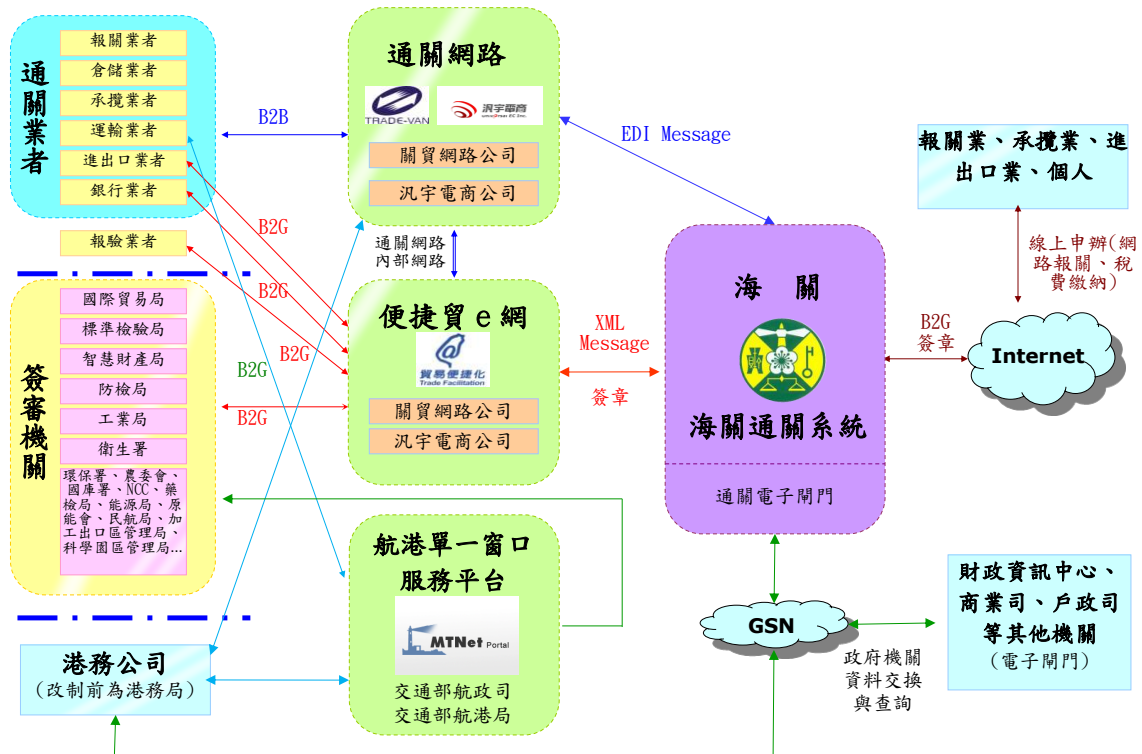 通關業者
報關業者
倉儲業者
承攬業者
運輸業者
進出口業者
銀行業者
報驗業者
簽審機關
國際貿易局
標準檢驗局
智慧財產局
防檢局
工業局
衛生署
環保署、農委會、
國庫署、NCC、藥
檢局、能源局、原
能會、民航局、加
工出口區管理局、
科學園區管理局…
港務公司
(改制前為港務局)
B2B
B2G
B2G
B2G
B2G
B2G
通關網路
TRADE-VAN
汎宇電商
關貿網路公司
汎宇電商公司
通關網路
內部網路
便捷貿e網
貿易便捷化
Trade Facilitation
關貿網路公司
汎宇電商公司
航港單一窗口
服務平台
MTNet Portal
交通部航政司
交通部航港局
EDI Message
XML
Message
簽章
海 關
海關通關系統
通關電子閘門
B2G
簽章
報關業、承攬業、進
出口業、個人
線上申辦(網
路報關、稅
費繳納)
Internet
GSN
政府機關
資料交換
與查詢
財政資訊中心、
商業司、戶政司
等其他機關
(電子閘門)